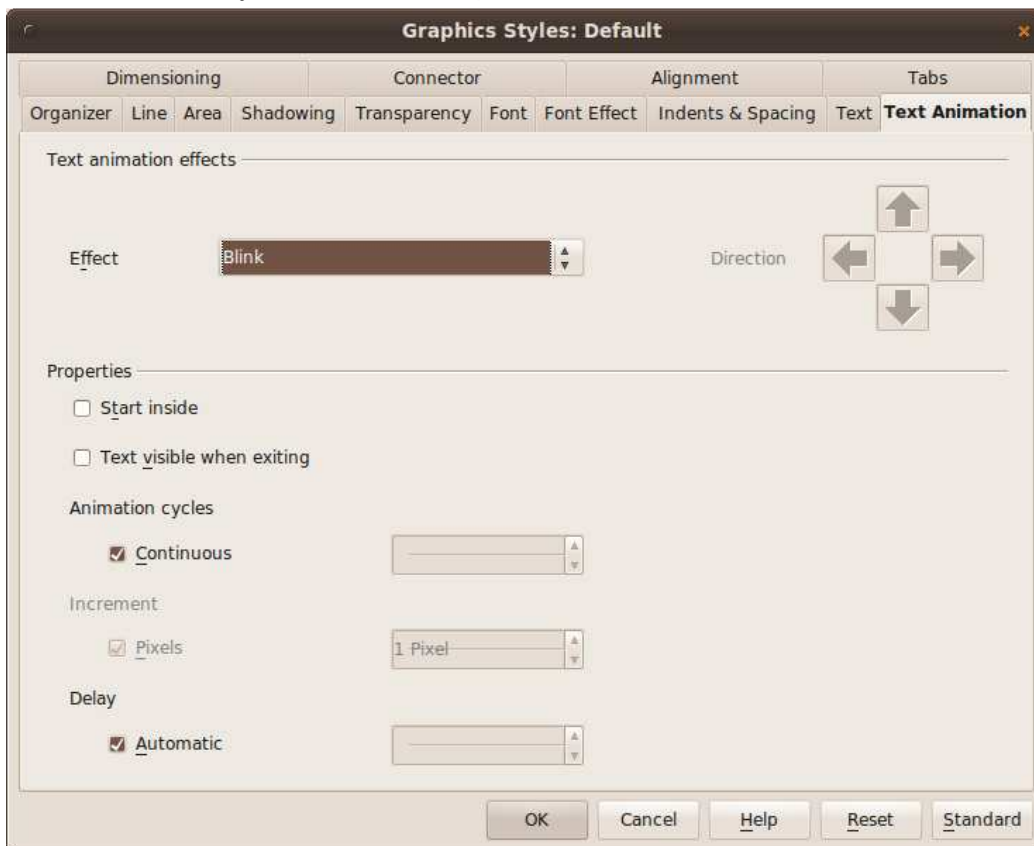 Graphics Styles: Default
Dimensioning Connector Alignment Tabs
Organizer Line Area Shadowing Transparency Font Font Effect Indents & Spacing Text Text Animation
Text animation effects
Effect Blink Direction
Properties
Start inside
Text visible when exiting
Animation cycles
Continuous
Increment
Pixels 1 Pixel
Delay
Automatic
OK Cancel Help Reset Standard